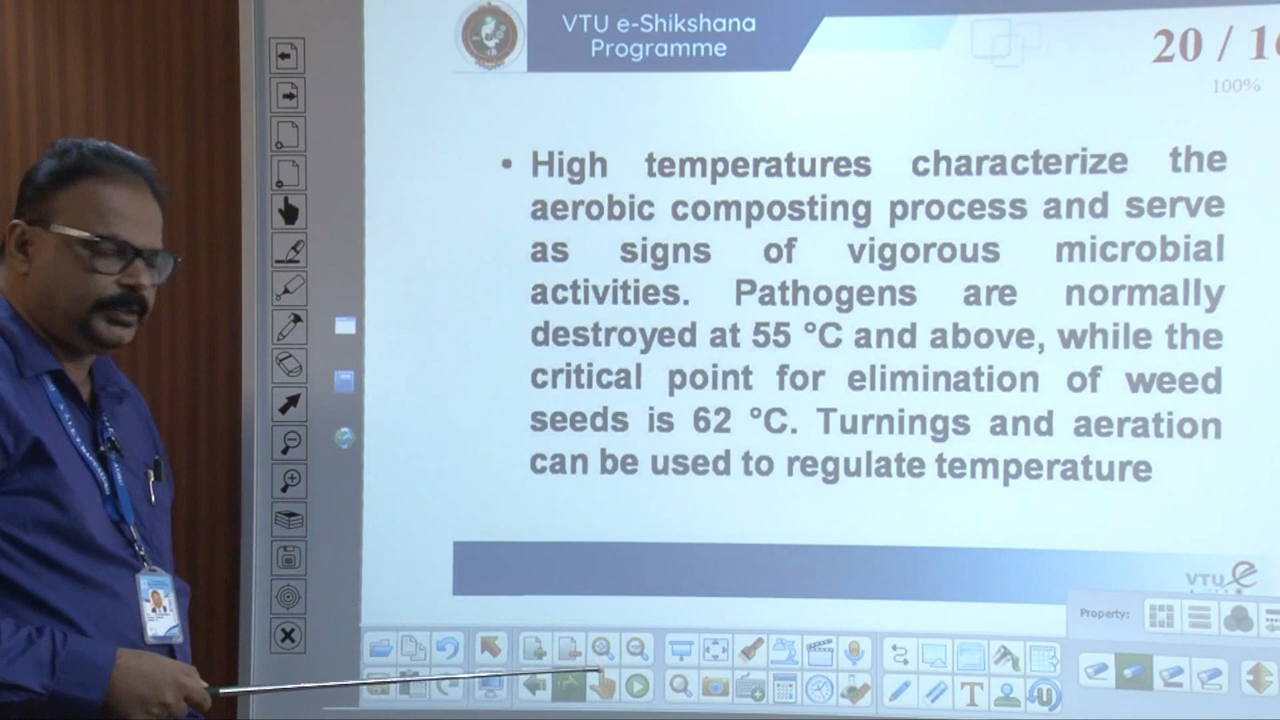 VTU e-Shikshana
Programme
20 / 16
100%
• High temperatures characterize the
aerobic composting process and serve
as signs of vigorous microbial
activities. Pathogens are normally
destroyed at 55 °C and above, while the
critical point for elimination of weed
seeds is 62 °C. Turnings and aeration
can be used to regulate temperature
VTU e
Property: